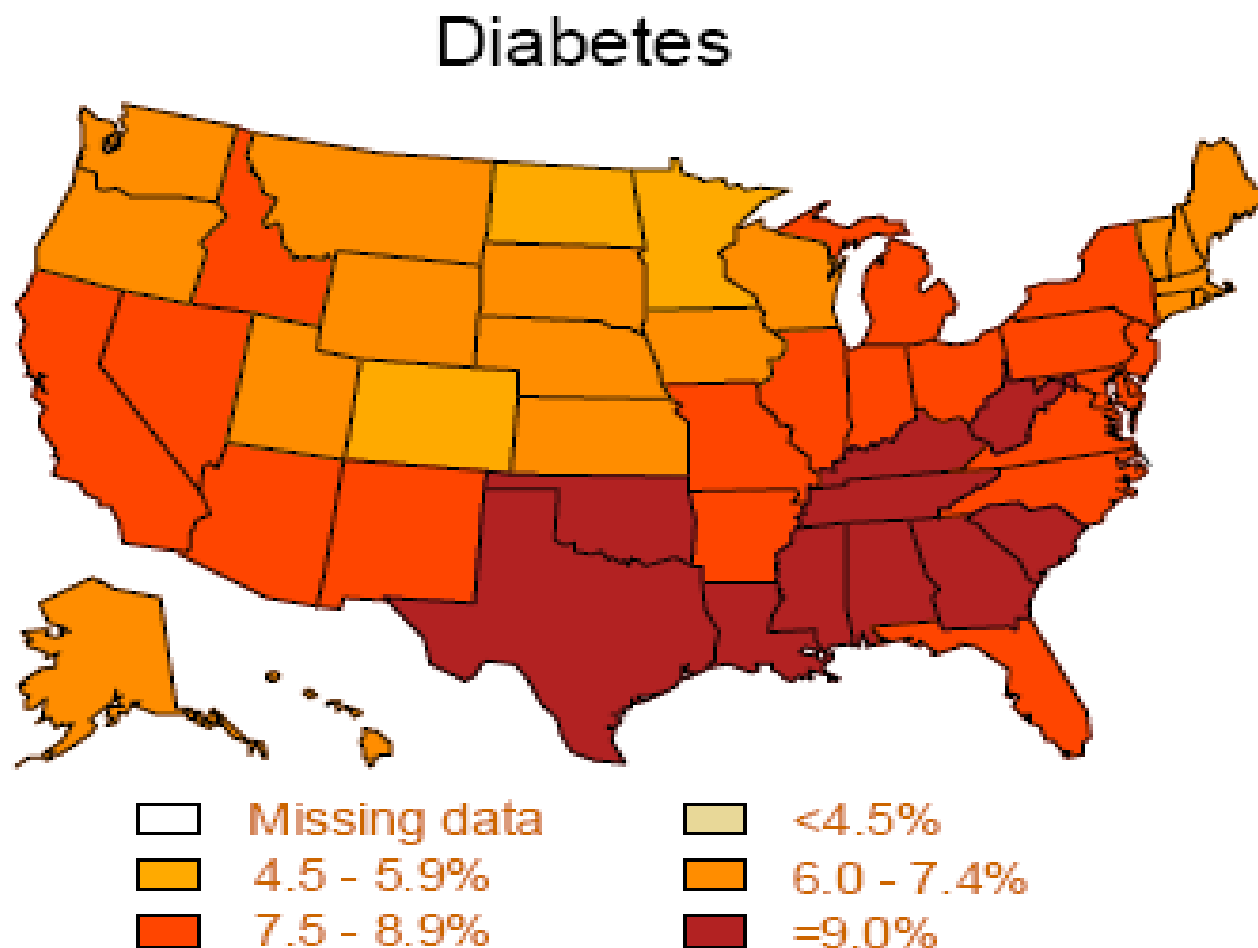 Diabetes
Missing data
<4.5%
4.5 - 5.9%
6.0 - 7.4%
7.5 - 8.9%
=9.0%